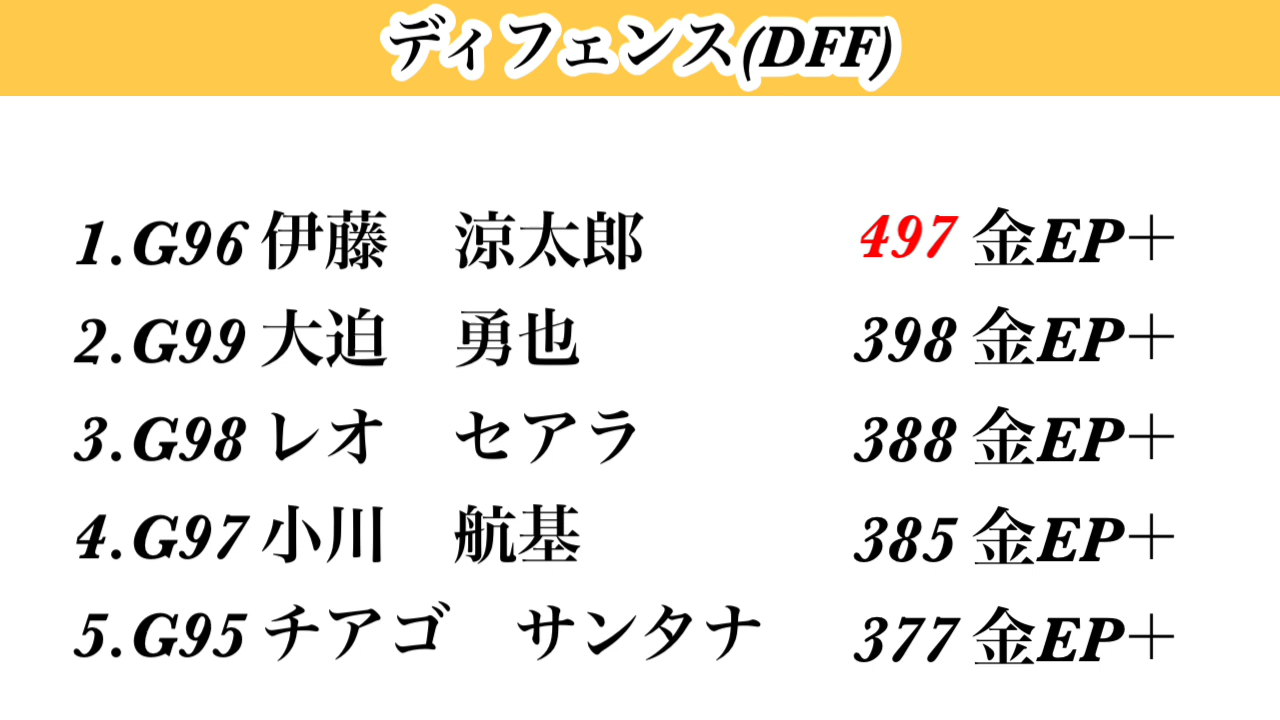 ディフェンス(DFF)
1.G96 伊藤　涼太郎 497 金EP＋
2.G99 大迫　勇也 398 金EP＋
3.G98 レオ　セアラ 388 金EP＋
4.G97 小川　航基 385 金EP＋
5.G95 チアゴ　サンタナ 377 金EP＋